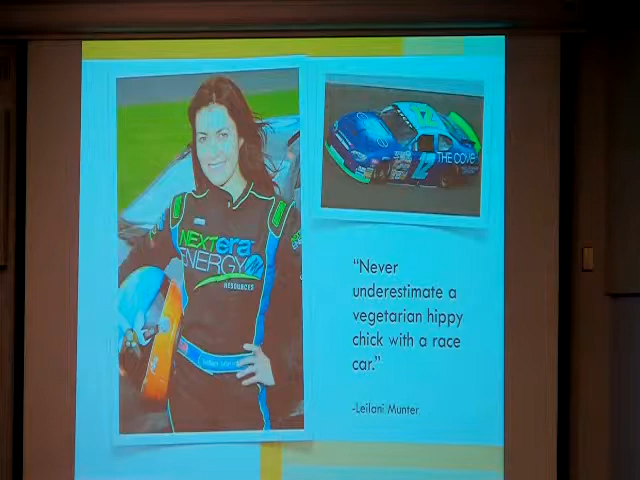 NEXTera
ENERGY
RESOURCES
THE COVE
"Never
underestimate a
vegetarian hippy
chick with a race
car."
-Leilani Munter